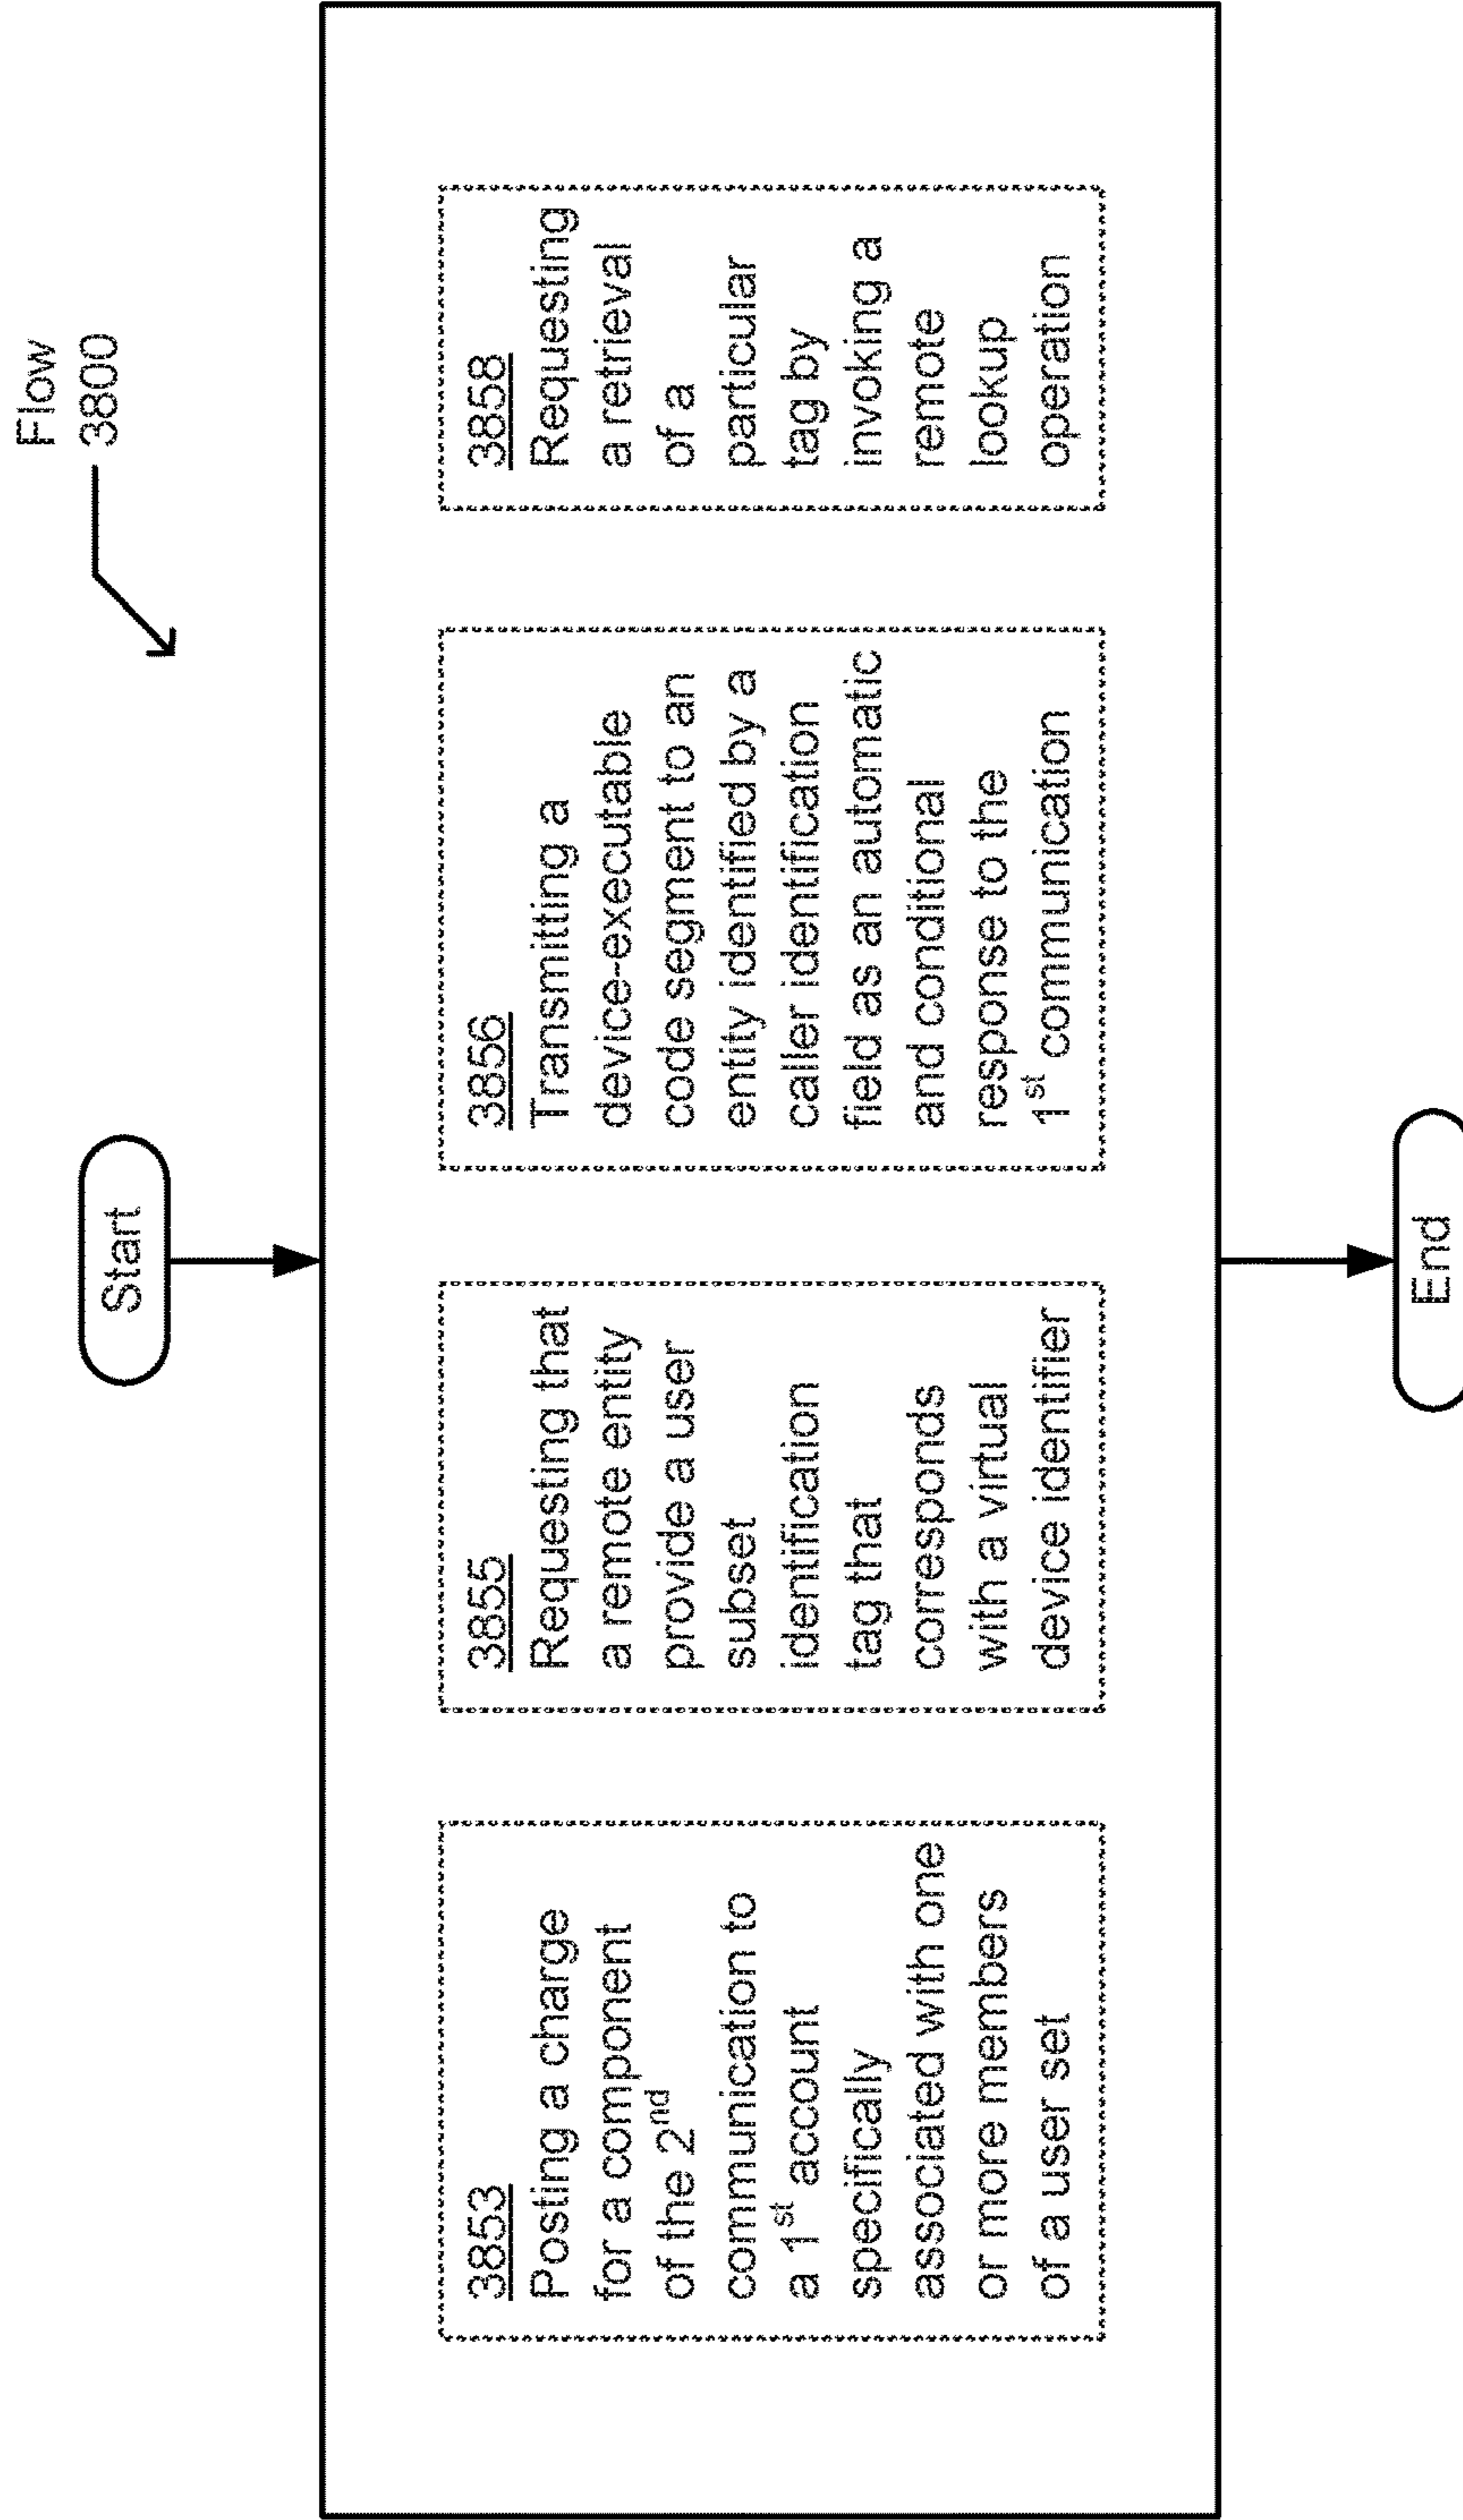 Flow
3800
Start
3853
Posting a charge
for a component
of the 2nd
communication to
a 1st account
specifically
associated with one
or more members
of a user set
3855
Requesting that
a remote entity
provide a user
subset
identification
tag that
corresponds
with a virtual
device identifier
3856
Transmitting a
device-executable
code segment to an
entity identified by a
caller identification
field as an automatic
and conditional
response to the
1st communication
3858
Requesting
a retrieval
of a
particular
tag by
invoking a
remote
lookup
operation
End